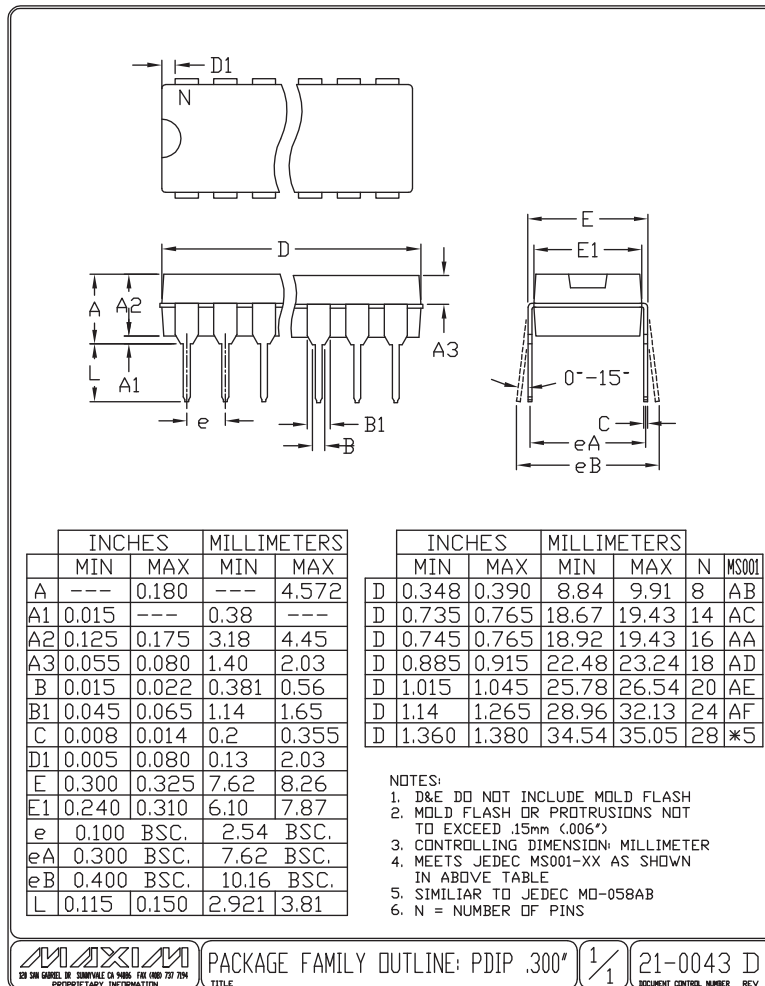 D1
N
D
E
E1
A
A2
A3
L
A1
0°-15°
e
B1
B
C
eA
eB
INCHES MILLIMETERS
MIN MAX MIN MAX
A --- 0.180 --- 4.572
A1 0.015 --- 0.38 ---
A2 0.125 0.175 3.18 4.45
A3 0.055 0.080 1.40 2.03
B 0.015 0.022 0.381 0.56
B1 0.045 0.065 1.14 1.65
C 0.008 0.014 0.2 0.355
D1 0.005 0.080 0.13 2.03
E 0.300 0.325 7.62 8.26
E1 0.240 0.310 6.10 7.87
e 0.100 BSC. 2.54 BSC.
eA 0.300 BSC. 7.62 BSC.
eB 0.400 BSC. 10.16 BSC.
L 0.115 0.150 2.921 3.81
INCHES MILLIMETERS
MIN MAX MIN MAX N MS001
D 0.348 0.390 8.84 9.91 8 AB
D 0.735 0.765 18.67 19.43 14 AC
D 0.745 0.765 18.92 19.43 16 AA
D 0.885 0.915 22.48 23.24 18 AD
D 1.015 1.045 25.78 26.54 20 AE
D 1.14 1.265 28.96 32.13 24 AF
D 1.360 1.380 34.54 35.05 28 *5
NOTES:
1. D&E DO NOT INCLUDE MOLD FLASH
2. MOLD FLASH OR PROTRUSIONS NOT
TO EXCEED .15mm (.006")
3. CONTROLLING DIMENSION: MILLIMETER
4. MEETS JEDEC MS001-XX AS SHOWN
IN ABOVE TABLE
5. SIMILIAR TO JEDEC MO-058AB
6. N = NUMBER OF PINS
MAXIM
120 SAN GABRIEL DR SUNNYVALE CA 94086 FAX (408) 737 7194
PROPRIETARY INFORMATION
PACKAGE FAMILY OUTLINE: PDIP .300"
TITLE
1/1
21-0043 D
DOCUMENT CONTROL NUMBER REV